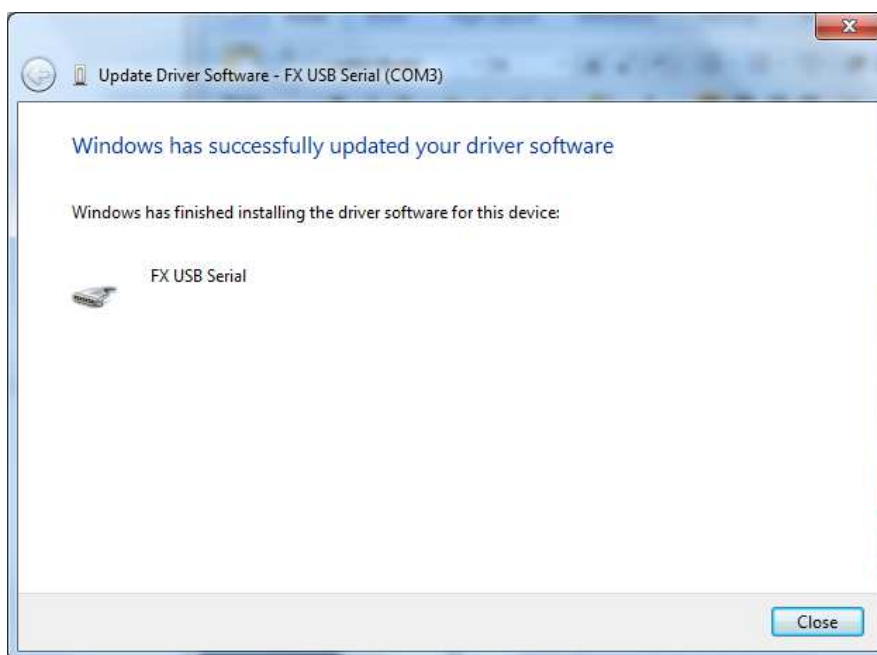 Update Driver Software - FX USB Serial (COM3)
Windows has successfully updated your driver software
Windows has finished installing the driver software for this device:
FX USB Serial
Close